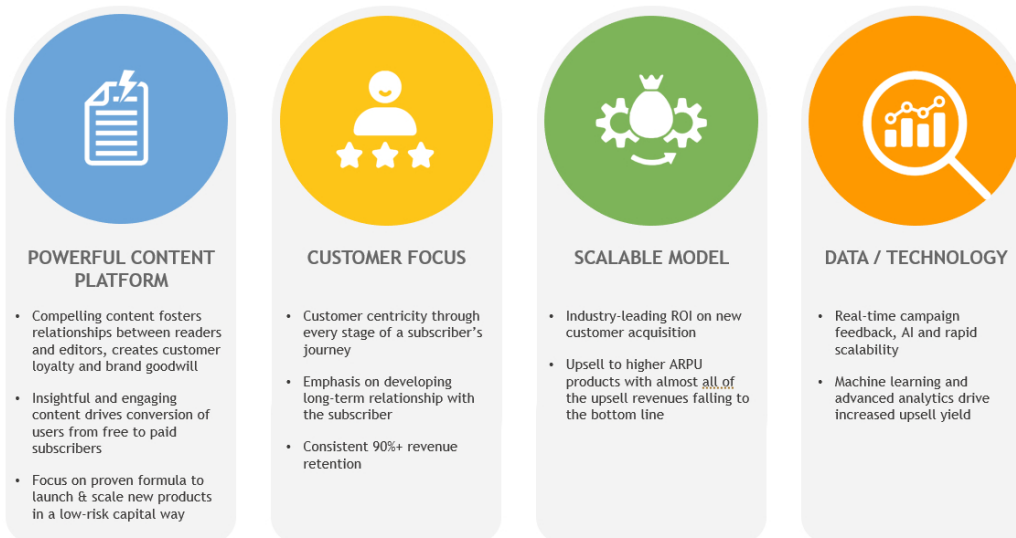 POWERFUL CONTENT
PLATFORM
• Compelling content fosters
relationships between readers
and editors, creates customer
loyalty and brand goodwill
• Insightful and engaging
content drives conversion of
users from free to paid
subscribers
• Focus on proven formula to
launch & scale new products
in a low-risk capital way
CUSTOMER FOCUS
• Customer centricity through
every stage of a subscriber's
journey
• Emphasis on developing
long-term relationship with
the subscriber
• Consistent 90%+ revenue
retention
SCALABLE MODEL
• Industry-leading ROI on new
customer acquisition
• Upsell to higher ARPU
products with almost all of
the upsell revenues falling to
the bottom line
DATA / TECHNOLOGY
• Real-time campaign
feedback, AI and rapid
scalability
• Machine learning and
advanced analytics drive
increased upsell yield